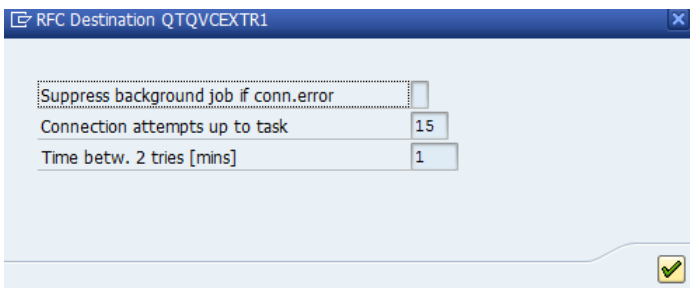 RFC Destination QTQVCEXTR1
Suppress background job if conn.error
Connection attempts up to task 15
Time betw. 2 tries [mins] 1